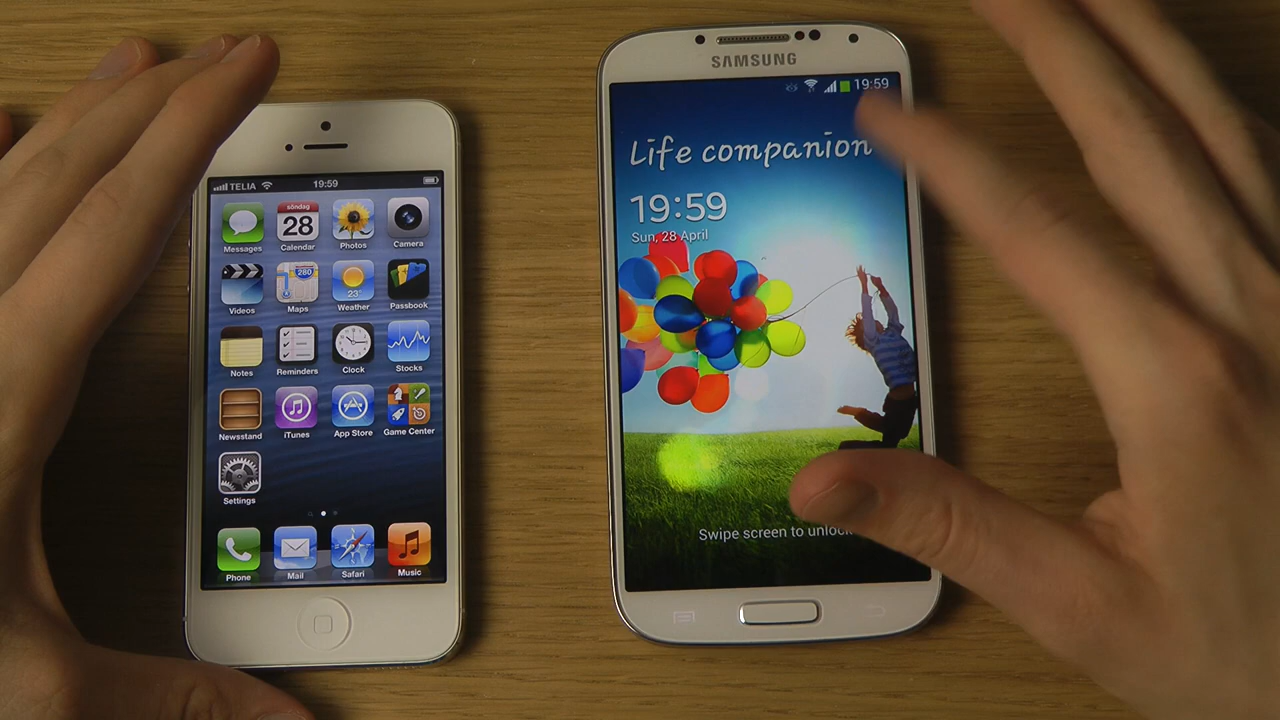 TELIA 19:59
söndag
28
280
23°
Messages Calendar Photos Camera
Videos Maps Weather Passbook
Notes Reminders Clock Stocks
Newsstand iTunes App Store Game Center
Settings
Phone Mail Safari Music
SAMSUNG
19:59
Life companion
19:59
Sun, 28 April
Swipe screen to unlock